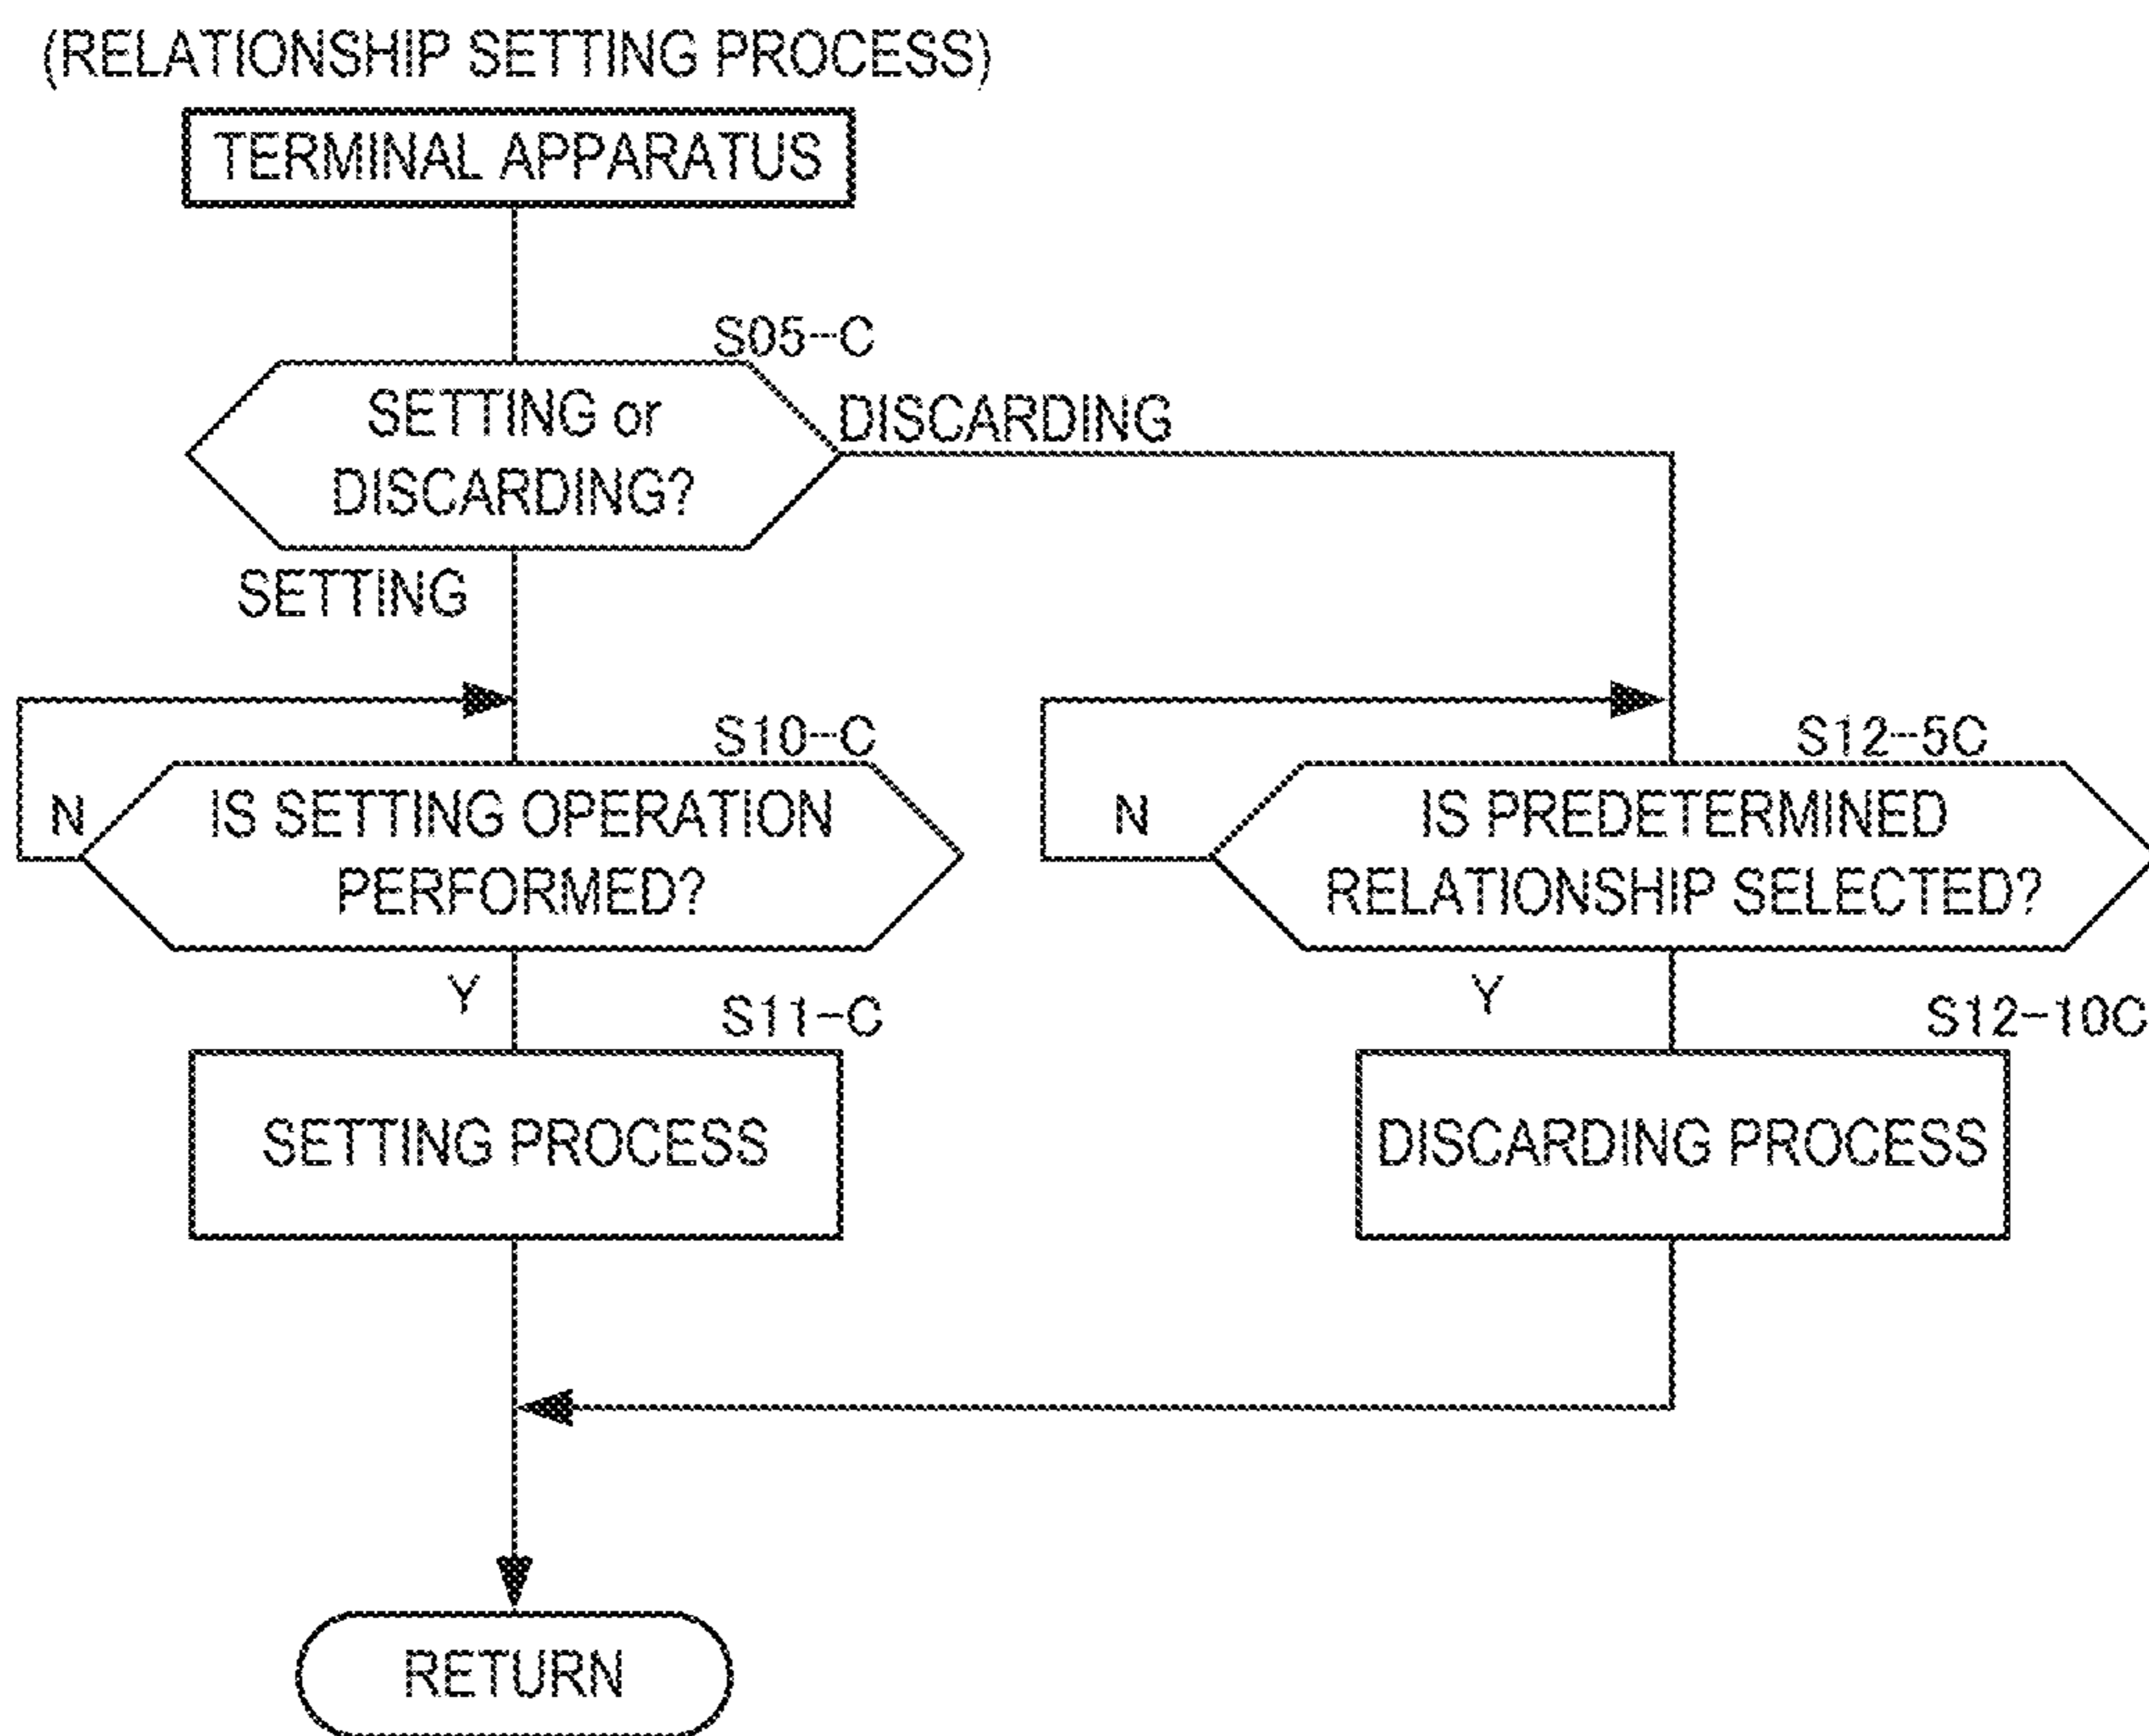 (RELATIONSHIP SETTING PROCESS)
TERMINAL APPARATUS
S05-C
SETTING or
DISCARDING?
DISCARDING
SETTING
S10-C
N
IS SETTING OPERATION
PERFORMED?
Y
S11-C
SETTING PROCESS
S12-5C
N
IS PREDETERMINED
RELATIONSHIP SELECTED?
Y
S12-10C
DISCARDING PROCESS
RETURN